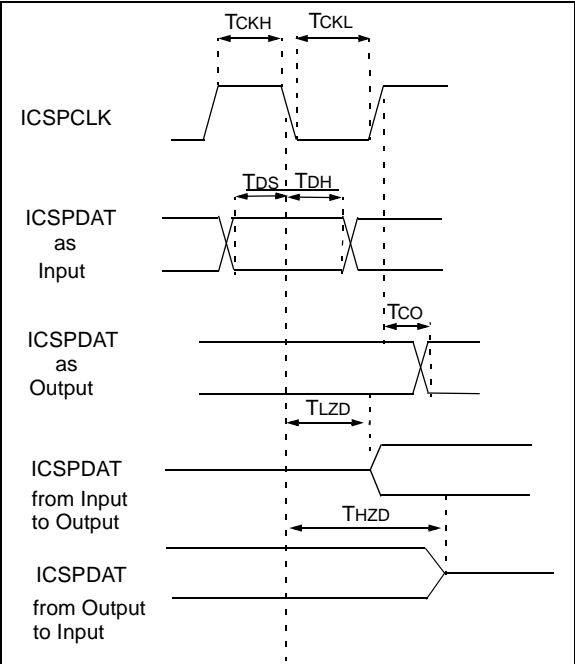 TCKH
TCKL
ICSPCLK
TDS
TDH
ICSPDAT
as
Input
TCO
ICSPDAT
as
Output
TLZD
ICSPDAT
from Input
to Output
THZD
ICSPDAT
from Output
to Input